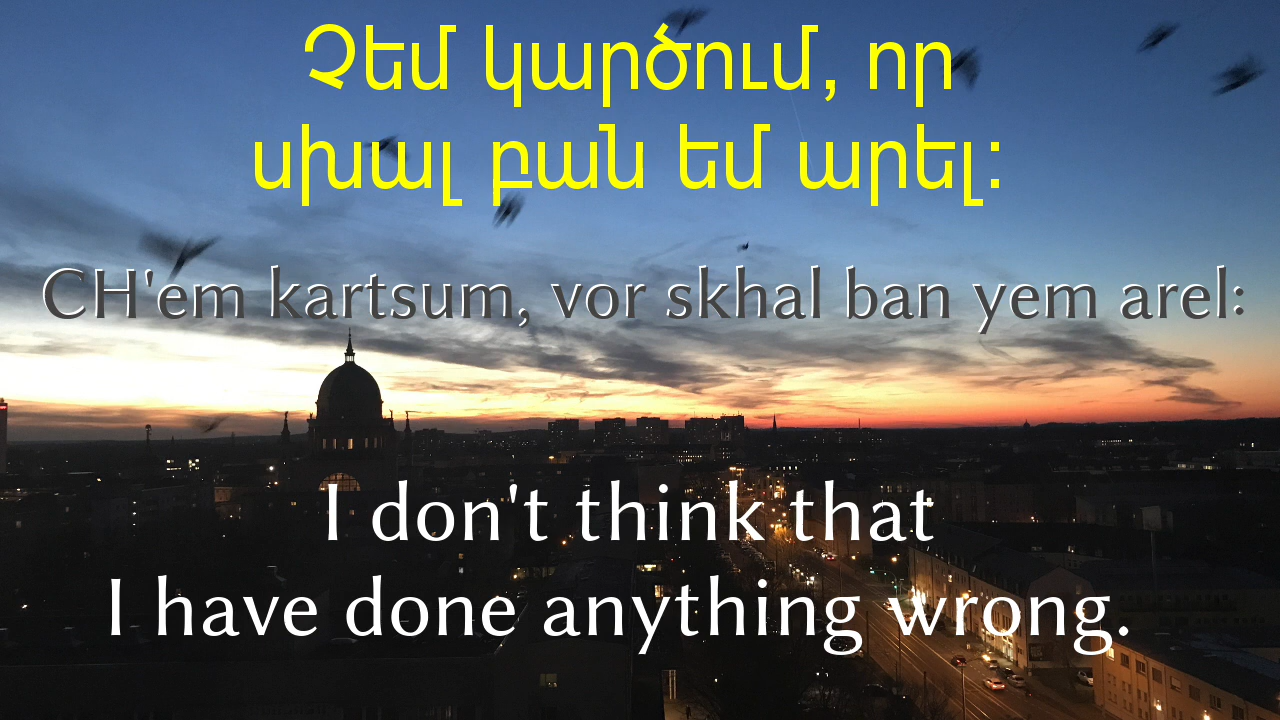 Չեմ կարծում, որ
սխալ բան եմ արել:
CH'em kartsum, vor skhal ban yem arel:
I don't think that
I have done anything wrong.